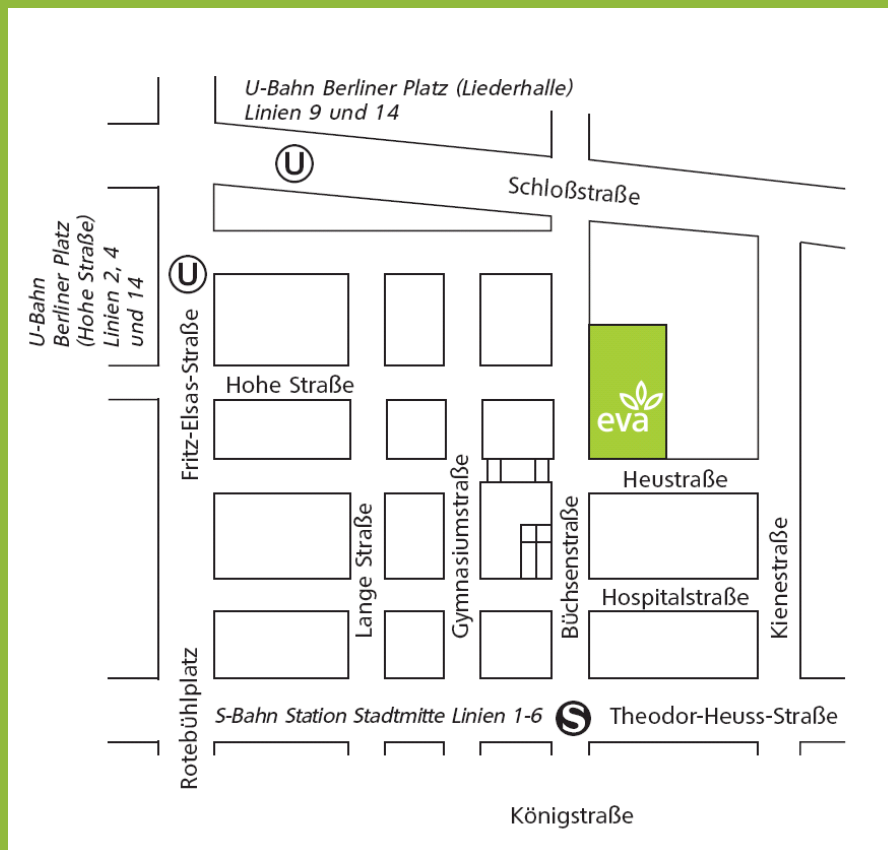 U-Bahn Berliner Platz (Liederhalle)
Linien 9 und 14
U
Schloßstraße
U-Bahn
Berliner Platz
(Hohe Straße)
Linien 2, 4
und 14
U
Fritz-Elsas-Straße
Hohe Straße
eva
Heustraße
Lange Straße
Gymnasiumstraße
Büchsenstraße
Kienestraße
Hospitalstraße
Rotebühlplatz
S-Bahn Station Stadtmitte Linien 1-6
S
Theodor-Heuss-Straße
Königstraße